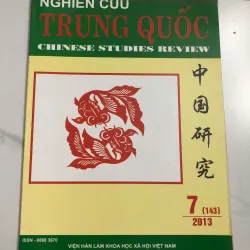 NGHIÊN CỨU
TRUNG QUỐC
CHINESE STUDIES REVIEW
中国研究
7 (143)
2013
ISSN - 0868 3670
VIỆN HÀN LÂM KHOA HỌC XÃ HỘI VIỆT NAM